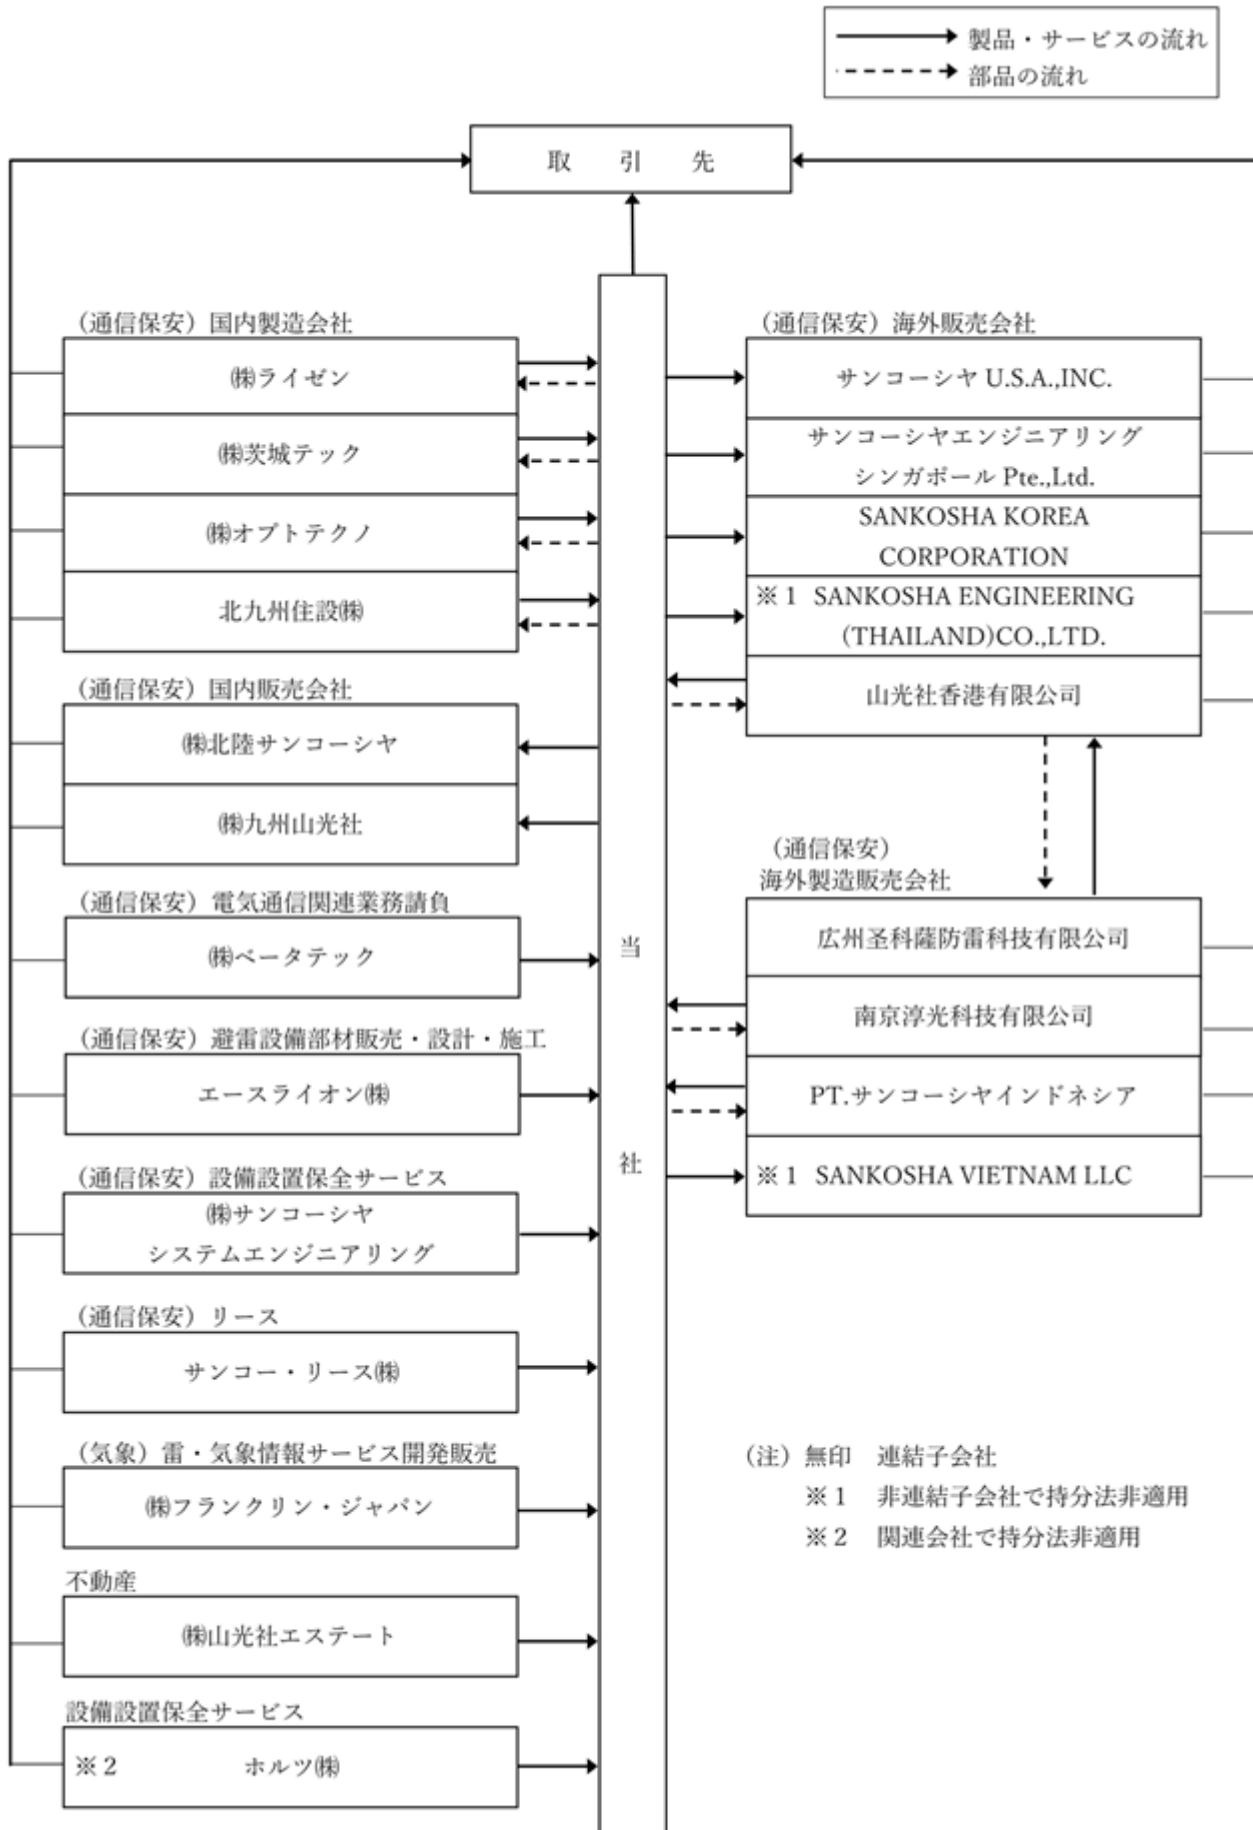 製品・サービスの流れ
部品の流れ
取引先
(通信保安) 国内製造会社
㈱ライゼン
㈱茨城テック
㈱オプトテクノ
北九州住設㈱
(通信保安) 国内販売会社
㈱北陸サンコーシヤ
㈱九州山光社
(通信保安) 電気通信関連業務請負
㈱ベータテック
(通信保安) 避雷設備部材販売・設計・施工
エースライオン㈱
(通信保安) 設備設置保全サービス
㈱サンコーシヤ
システムエンジニアリング
(通信保安) リース
サンコー・リース㈱
(気象) 雷・気象情報サービス開発販売
㈱フランクリン・ジャパン
不動産
㈱山光社エステート
設備設置保全サービス
※2 ホルツ㈱
当社
(通信保安) 海外販売会社
サンコーシヤ U.S.A.,INC.
サンコーシヤエンジニアリング
シンガポール Pte.,Ltd.
SANKOSHA KOREA
CORPORATION
※1 SANKOSHA ENGINEERING
(THAILAND)CO.,LTD.
山光社香港有限公司
(通信保安)
海外製造販売会社
広州圣科薩防雷科技有限公司
南京淳光科技有限公司
PT.サンコーシヤインドネシア
※1 SANKOSHA VIETNAM LLC
(注) 無印 連結子会社
※1 非連結子会社で持分法非適用
※2 関連会社で持分法非適用